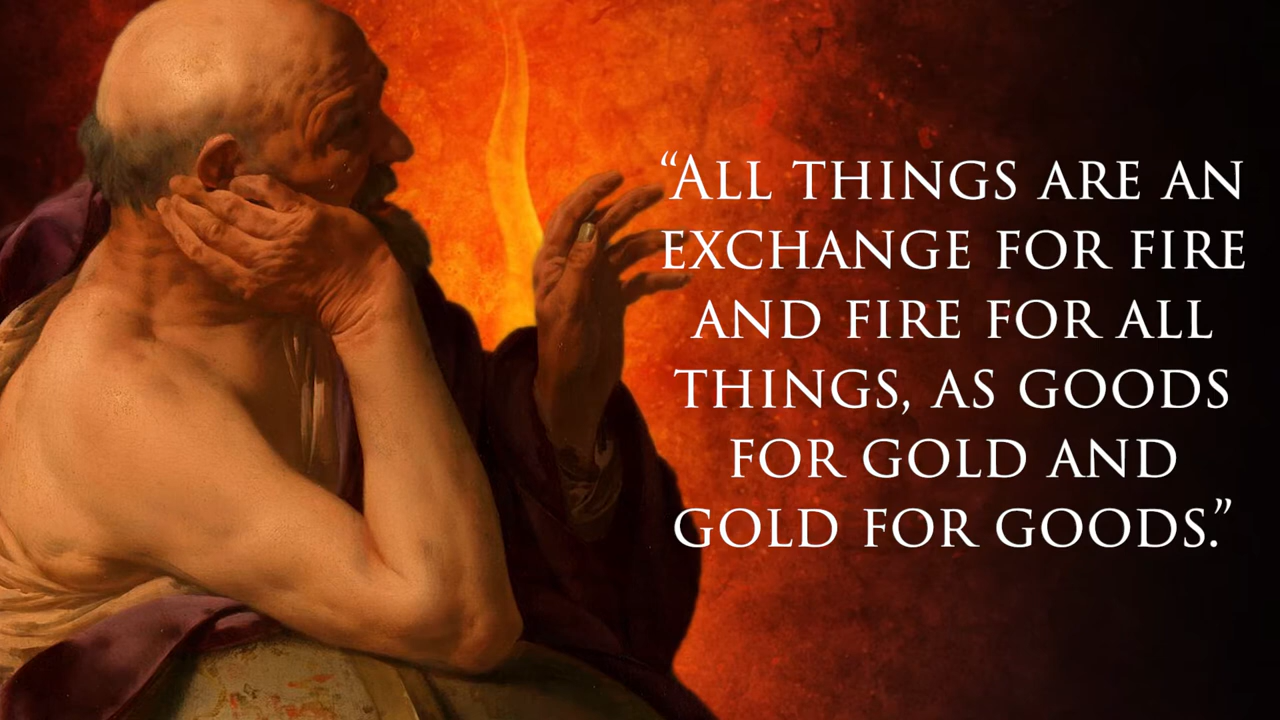 “All things are an
exchange for fire
and fire for all
things, as goods
for gold and
gold for goods.”